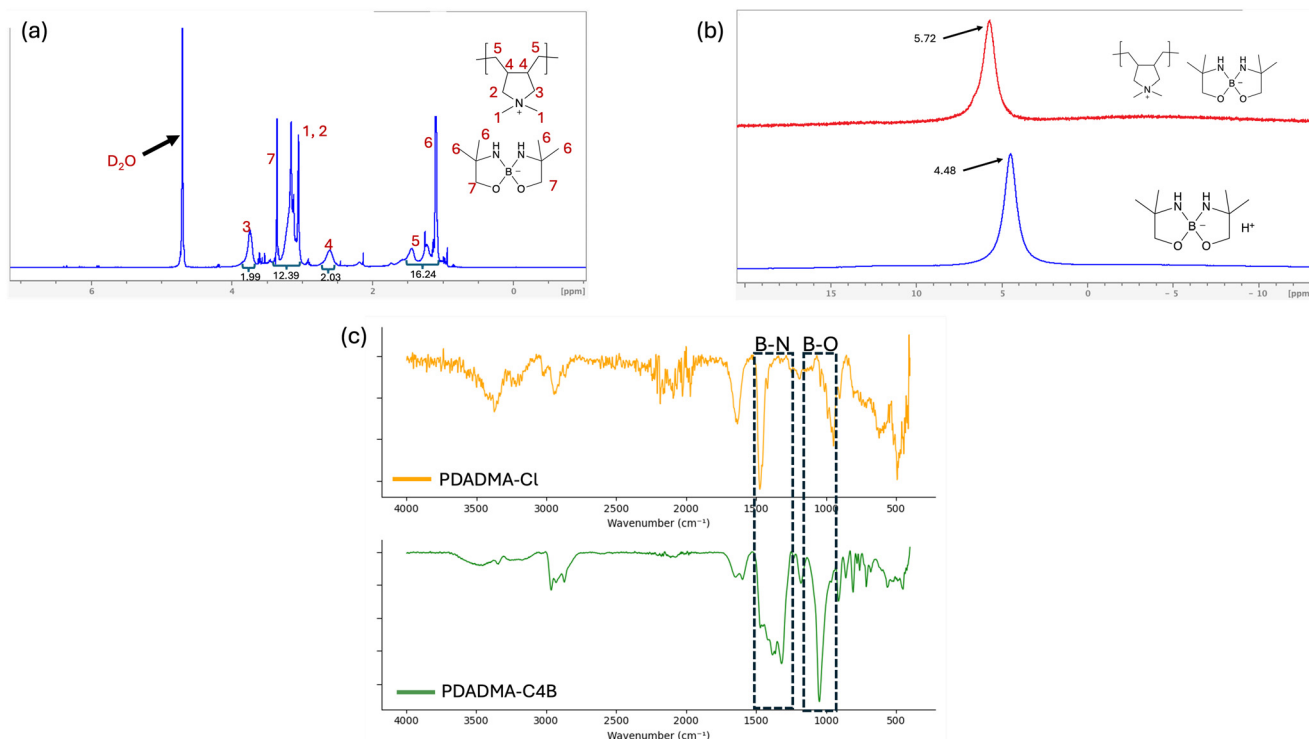 (a)
D₂O
3
7
1, 2
4
5
6
1.99
12.39
2.03
16.24
6
4
2
0
[ppm]
5
5
4
4
2
3
N
+
1
1
6
6
6
6
NH
HN
B⁻
7
O
O
7
(b)
5.72
4.48
N
+
H
N
H
N
B⁻
O
O
H
N
H
N
B⁻
O
O
H⁺
15
10
5
0
- 5
- 10
[ppm]
(c)
B-N
B-O
PDADMA-Cl
4000
3500
3000
2500
2000
1500
1000
500
Wavenumber (cm⁻¹)
PDADMA-C4B
4000
3500
3000
2500
2000
1500
1000
500
Wavenumber (cm⁻¹)